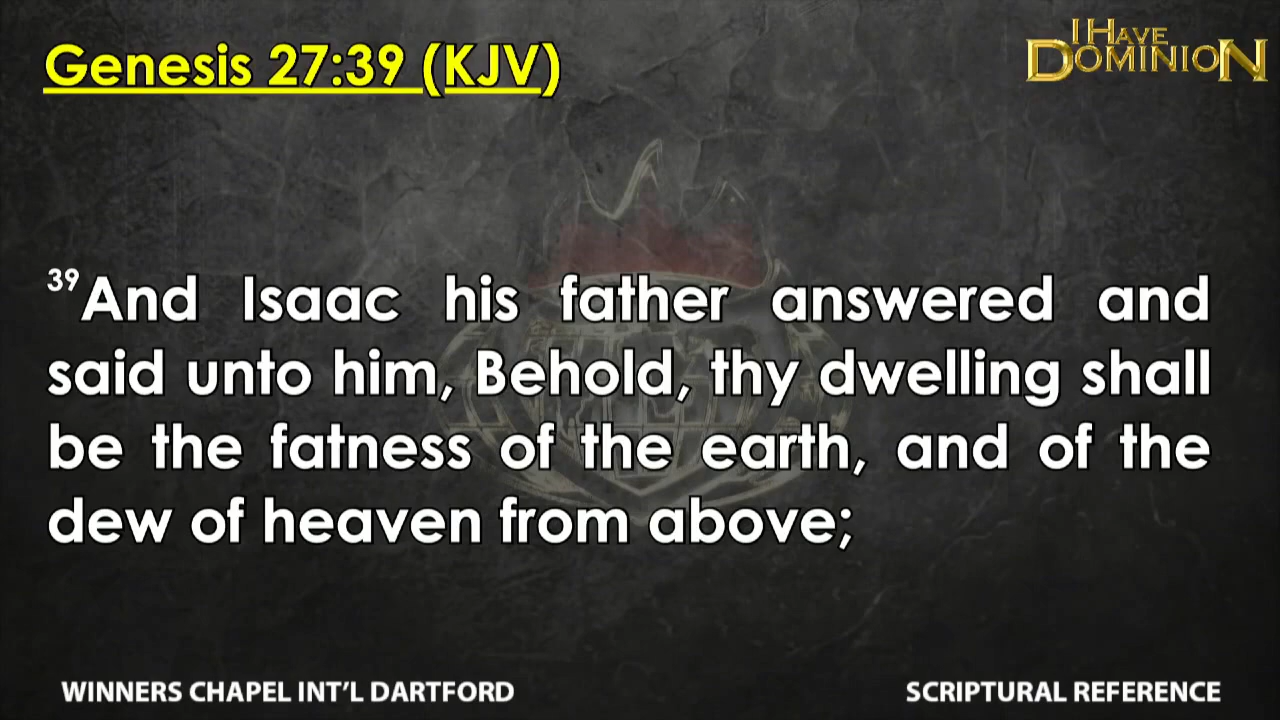 Genesis 27:39 (KJV)
I HAVE
DOMINION
39And Isaac his father answered and
said unto him, Behold, thy dwelling shall
be the fatness of the earth, and of the
dew of heaven from above;
WINNERS CHAPEL INT'L DARTFORD
SCRIPTURAL REFERENCE